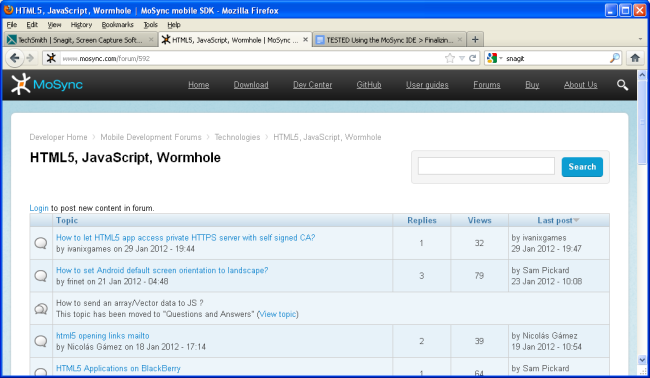 HTML5, JavaScript, Wormhole | MoSync mobile SDK - Mozilla Firefox
File Edit View History Bookmarks Tools Help
TechSmith | Snagit, Screen Capture Soft...
HTML5, JavaScript, Wormhole | MoSync ...
TESTED Using the MoSync IDE > Finalizin...
www.mosync.com/forum/592
snagit
MoSync
Home Download Dev Center GitHub User guides Forums Buy About Us
Developer Home > Mobile Development Forums > Technologies > HTML5, JavaScript, Wormhole
HTML5, JavaScript, Wormhole
Search
Login to post new content in forum.
Topic Replies Views Last post
How to let HTML5 app access private HTTPS server with self signed CA?
by ivanixgames on 29 Jan 2012 - 19:44
1
32
by ivanixgames
29 Jan 2012 - 19:47
How to set Android default screen orientation to landscape?
by frinet on 21 Jan 2012 - 04:48
3
79
by Sam Pickard
23 Jan 2012 - 10:08
How to send an array/Vector data to JS ?
This topic has been moved to "Questions and Answers" (View topic)
html5 opening links mailto
by Nicolás Gámez on 18 Jan 2012 - 17:14
2
39
by Nicolás Gámez
19 Jan 2012 - 10:54
HTML5 Applications on BlackBerry
1
64
by Sam Pickard